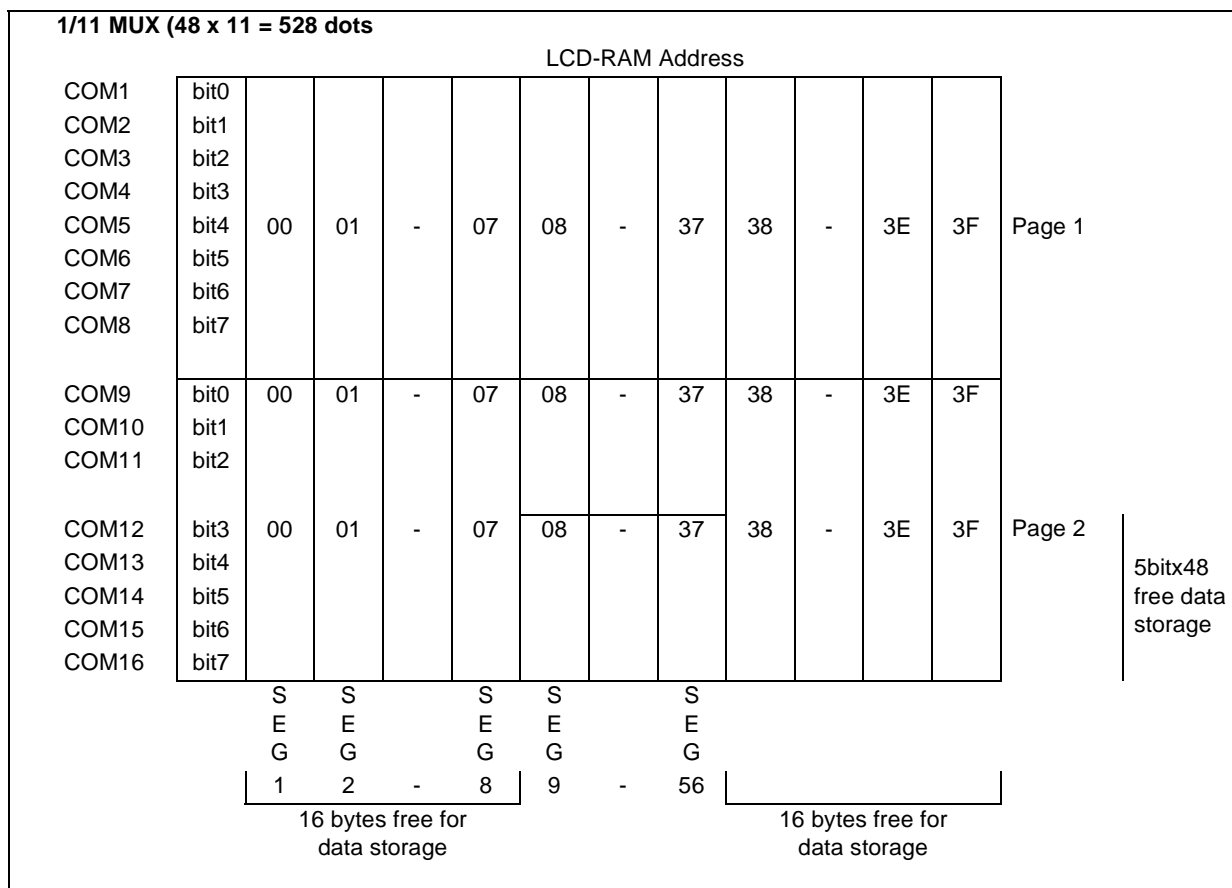 1/11 MUX (48 x 11 = 528 dots
LCD-RAM Address
COM1 bit0
COM2 bit1
COM3 bit2
COM4 bit3
COM5 bit4 00 01 - 07 08 - 37 38 - 3E 3F Page 1
COM6 bit5
COM7 bit6
COM8 bit7
COM9 bit0 00 01 - 07 08 - 37 38 - 3E 3F
COM10 bit1
COM11 bit2
COM12 bit3 00 01 - 07 08 - 37 38 - 3E 3F Page 2
COM13 bit4 5bitx48
COM14 bit5 free data
COM15 bit6 storage
COM16 bit7
S S S S S
E E E E E
G G G G G
1 2 - 8 9 - 56
16 bytes free for 16 bytes free for
data storage data storage